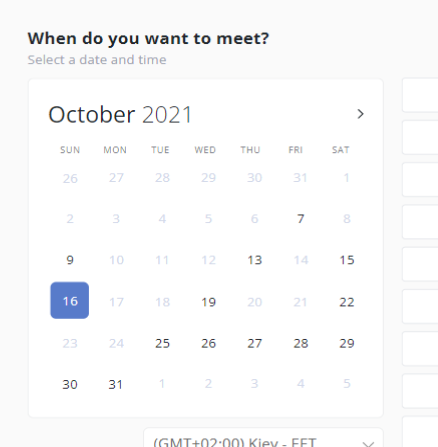 When do you want to meet?
Select a date and time
October 2021
SUN MON TUE WED THU FRI SAT
26 27 28 29 30 31 1
2 3 4 5 6 7 8
9 10 11 12 13 14 15
16 17 18 19 20 21 22
23 24 25 26 27 28 29
30 31 1 2 3 4 5
(GMT+02:00) Kiev - EET